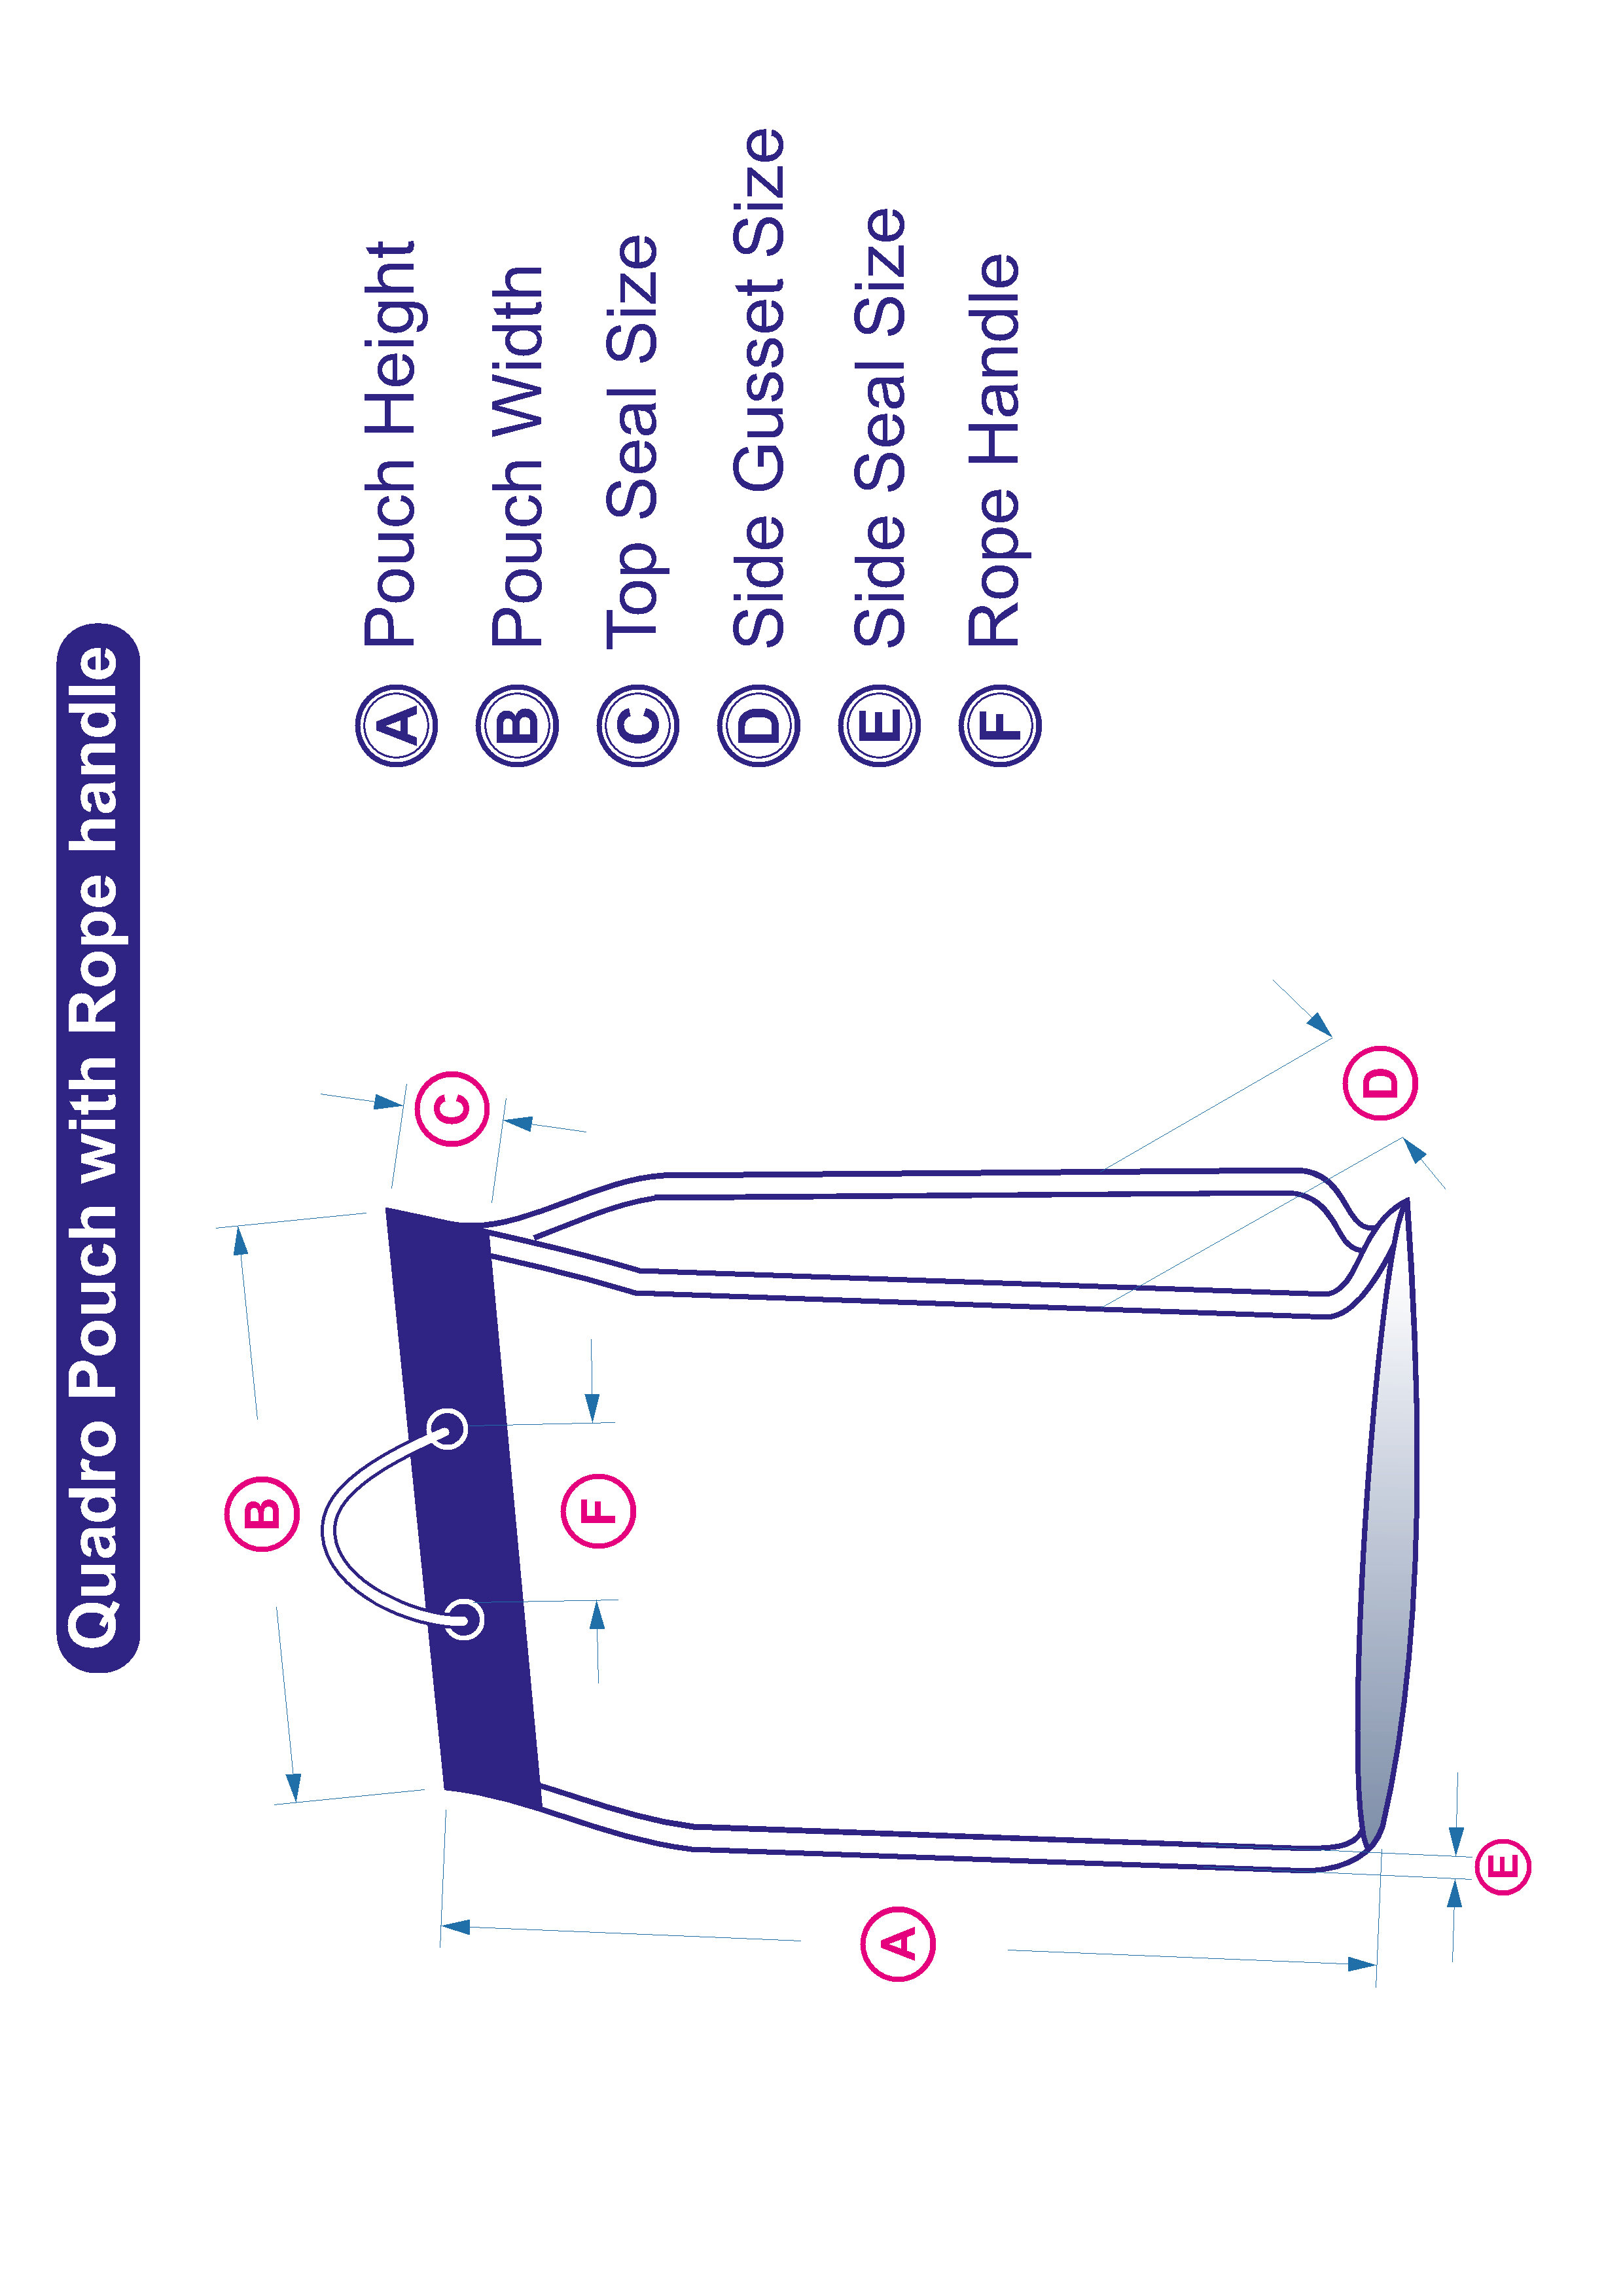 Quadro Pouch with Rope handle
B
C
F
A
D
E
A Pouch Height
B Pouch Width
C Top Seal Size
D Side Gusset Size
E Side Seal Size
F Rope Handle